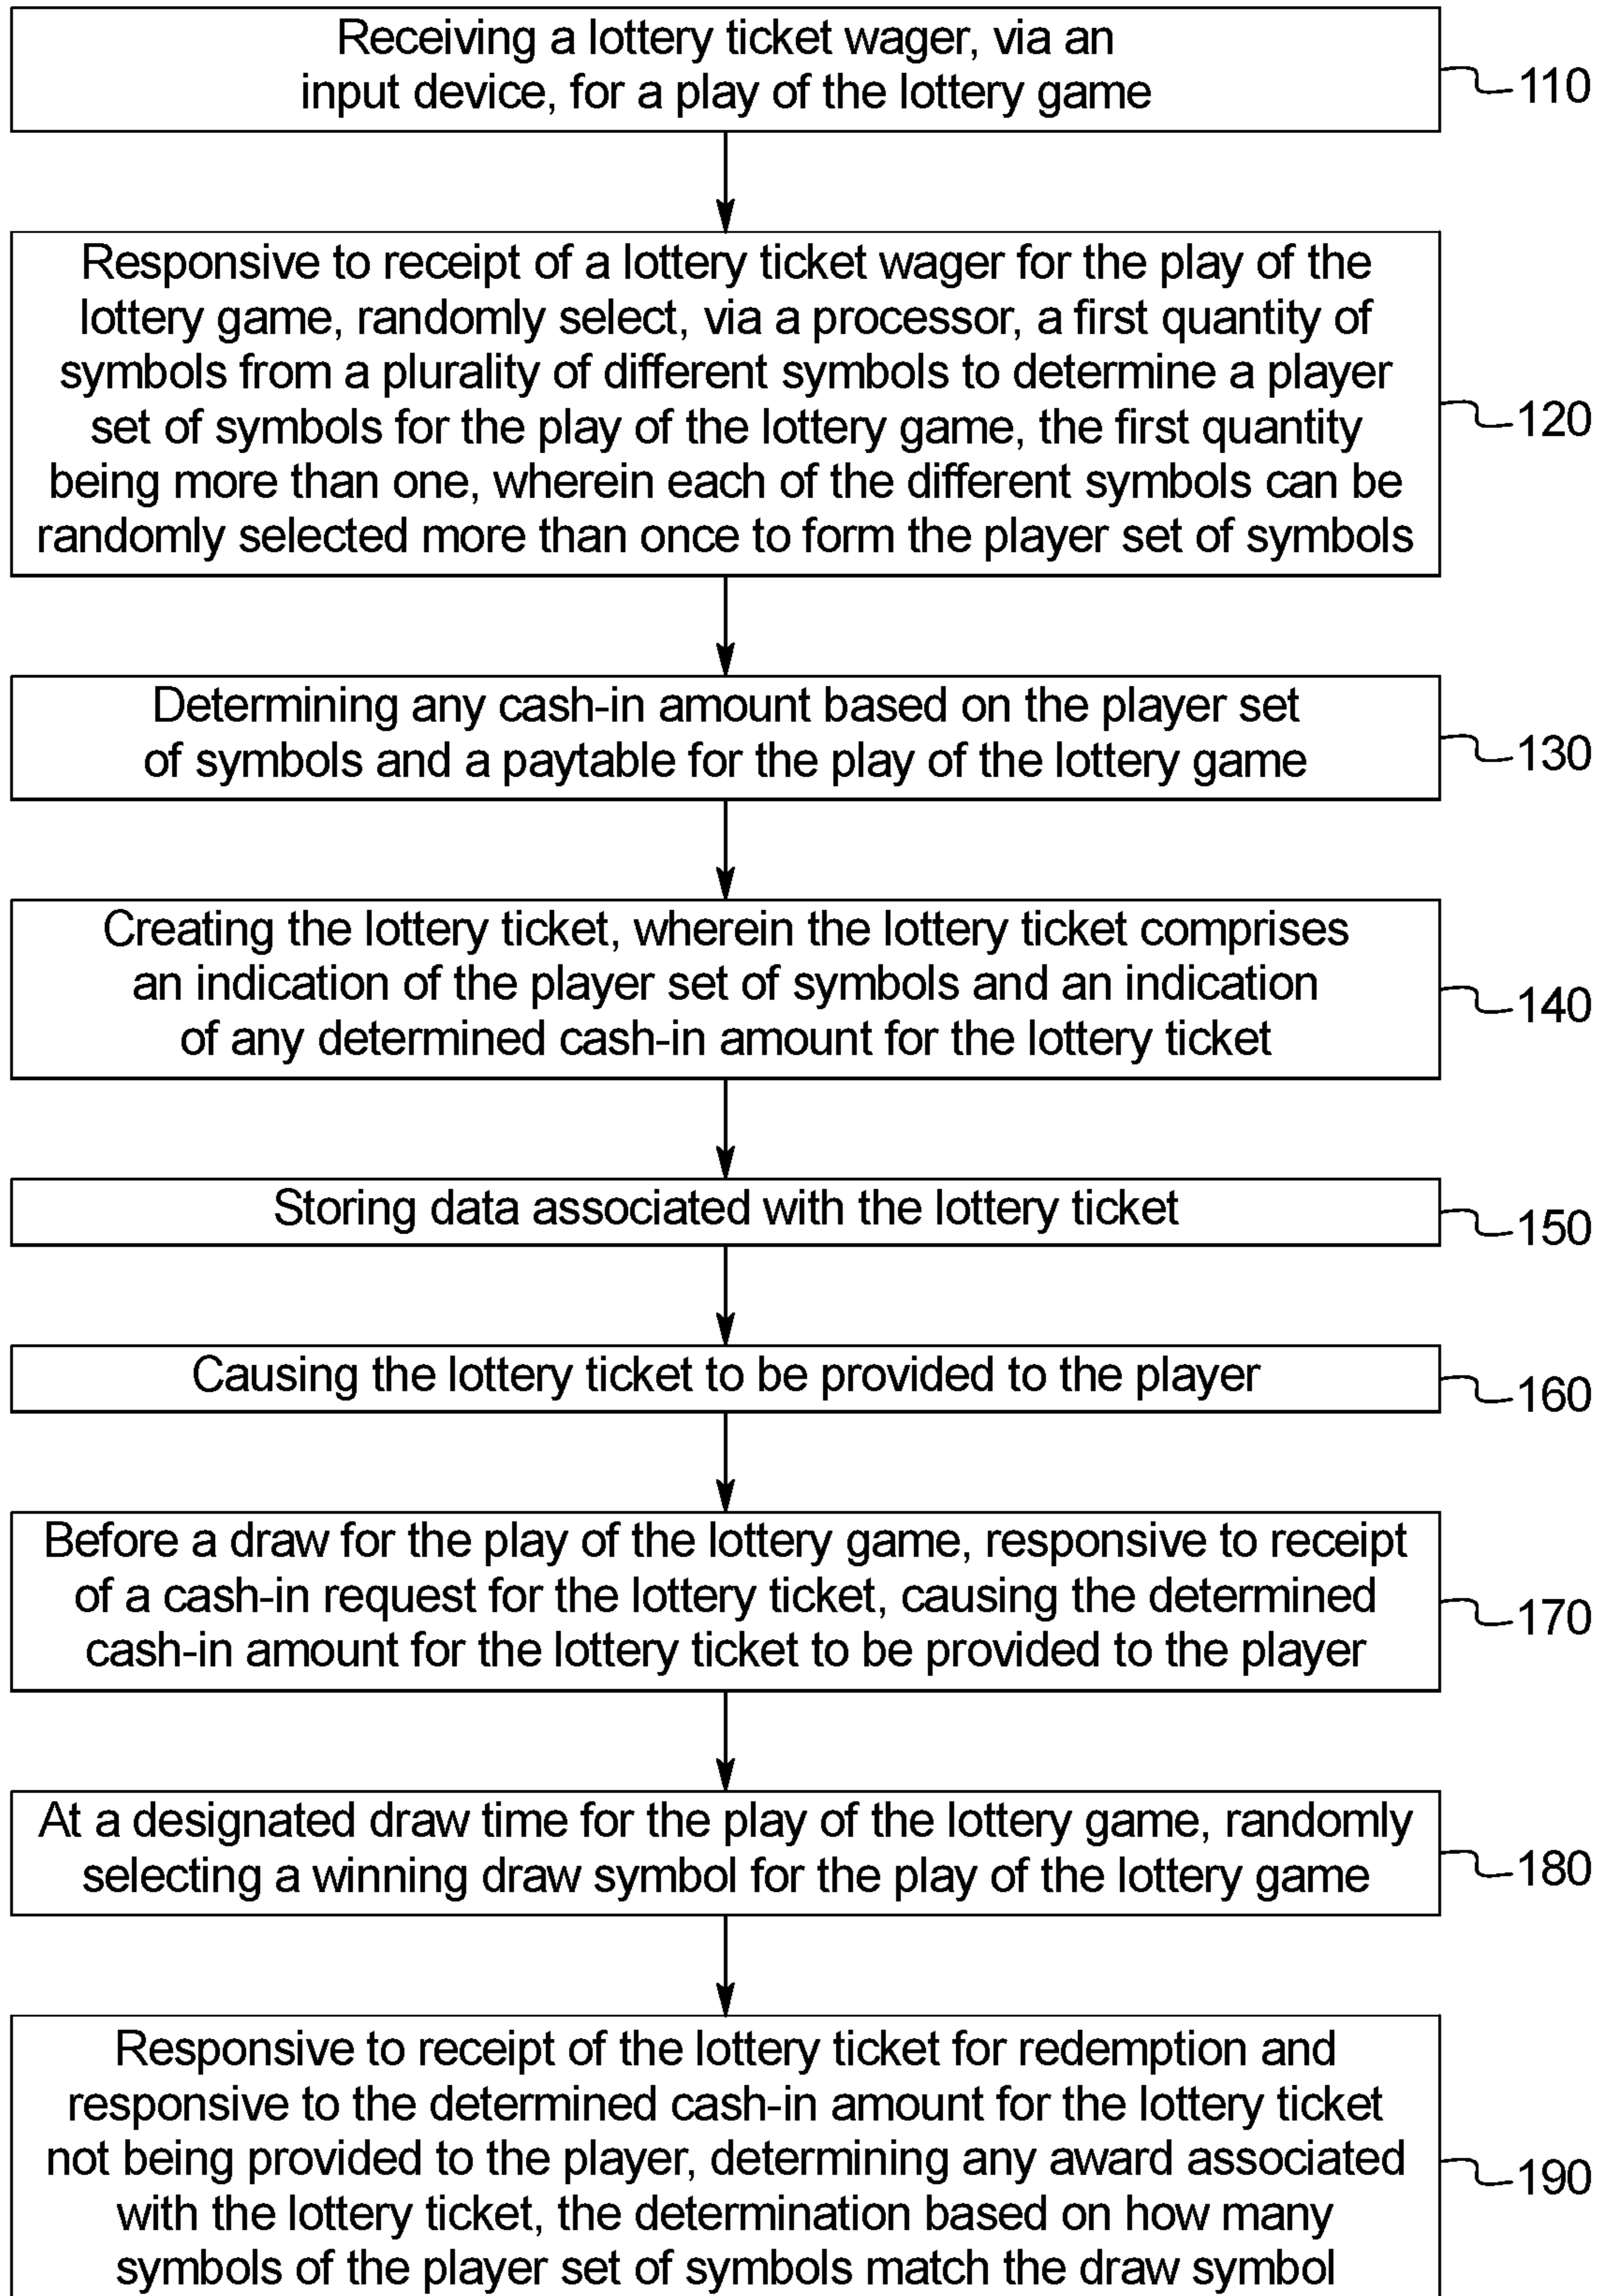 Receiving a lottery ticket wager, via an
input device, for a play of the lottery game
110
Responsive to receipt of a lottery ticket wager for the play of the
lottery game, randomly select, via a processor, a first quantity of
symbols from a plurality of different symbols to determine a player
set of symbols for the play of the lottery game, the first quantity
being more than one, wherein each of the different symbols can be
randomly selected more than once to form the player set of symbols
120
Determining any cash-in amount based on the player set
of symbols and a paytable for the play of the lottery game
130
Creating the lottery ticket, wherein the lottery ticket comprises
an indication of the player set of symbols and an indication
of any determined cash-in amount for the lottery ticket
140
Storing data associated with the lottery ticket
150
Causing the lottery ticket to be provided to the player
160
Before a draw for the play of the lottery game, responsive to receipt
of a cash-in request for the lottery ticket, causing the determined
cash-in amount for the lottery ticket to be provided to the player
170
At a designated draw time for the play of the lottery game, randomly
selecting a winning draw symbol for the play of the lottery game
180
Responsive to receipt of the lottery ticket for redemption and
responsive to the determined cash-in amount for the lottery ticket
not being provided to the player, determining any award associated
with the lottery ticket, the determination based on how many
symbols of the player set of symbols match the draw symbol
190